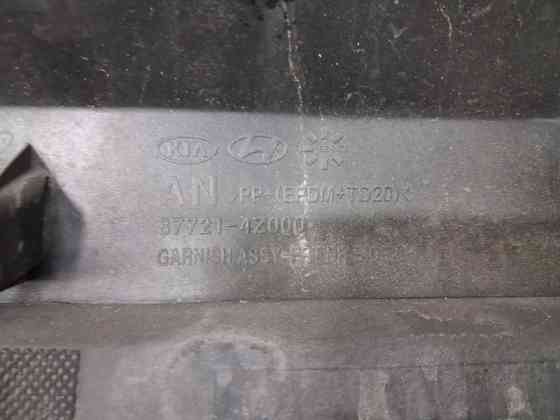 KIA
AN >PP-(EPDM+TD20)<
87721-4Z000
GARNISH ASSY-